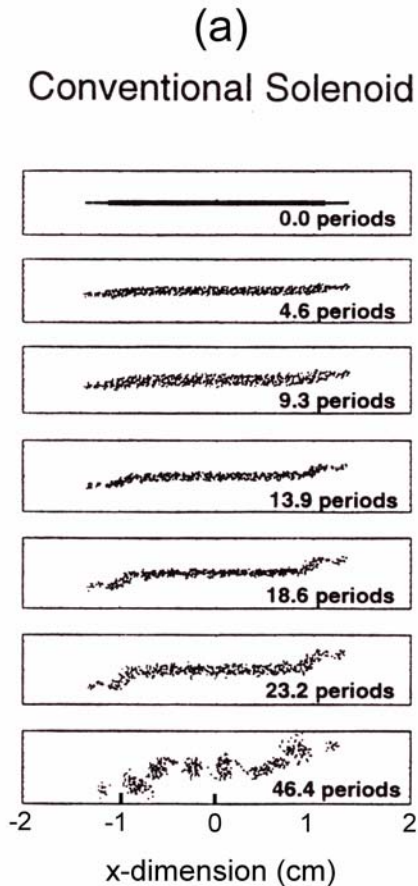 (a)
Conventional Solenoid
0.0 periods
4.6 periods
9.3 periods
13.9 periods
18.6 periods
23.2 periods
46.4 periods
-2 -1 0 1 2
x-dimension (cm)